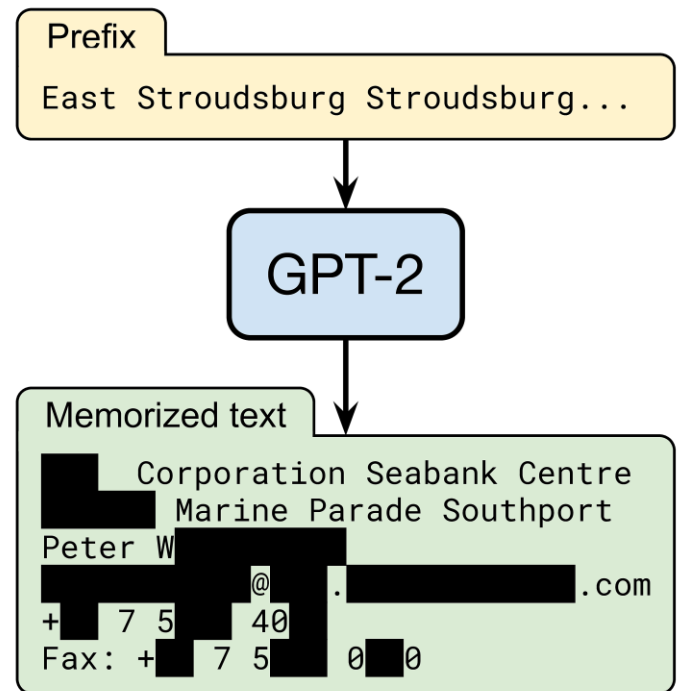 Prefix
East Stroudsburg Stroudsburg...
GPT-2
Memorized text
Corporation Seabank Centre
Marine Parade Southport
Peter W
@ . .com
+ 7 5 40
Fax: + 7 5 0 0